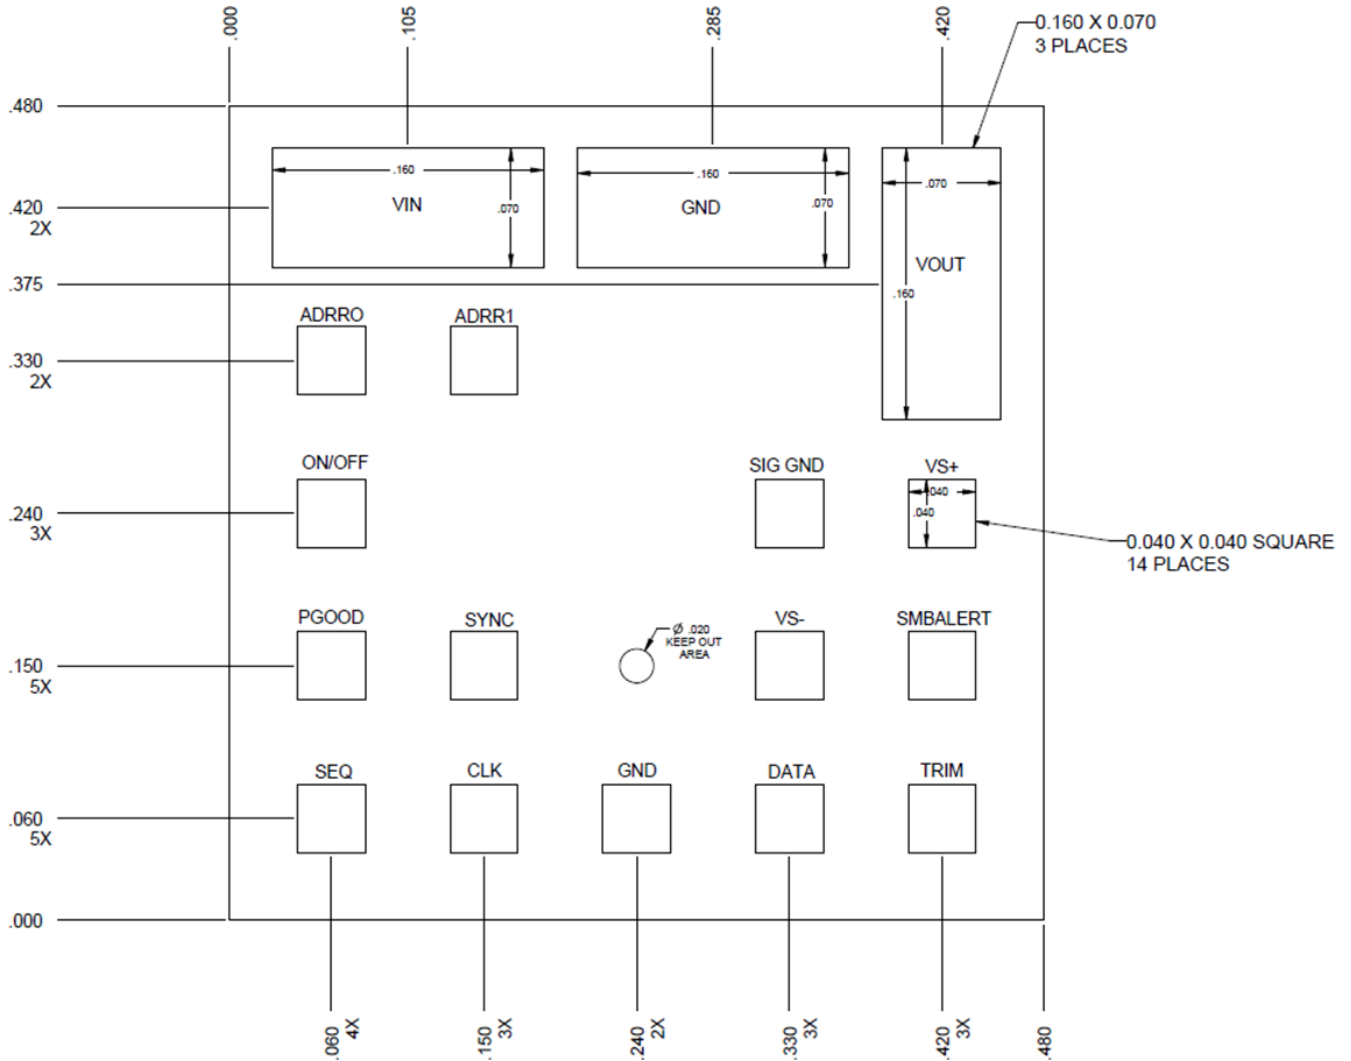 .000
.105
.285
.420
0.160 X 0.070
3 PLACES
.480
.160
.160
.070
VIN
.070
GND
.070
.420
2X
VOUT
.375
.160
ADRRO
ADRR1
.330
2X
ON/OFF
SIG GND
VS+
.040
.040
.240
3X
0.040 X 0.040 SQUARE
14 PLACES
PGOOD
SYNC
Ø .020
KEEP OUT
AREA
VS-
SMBALERT
.150
5X
SEQ
CLK
GND
DATA
TRIM
.060
5X
.000
.060
4X
.150
3X
.240
2X
.330
3X
.420
3X
.480